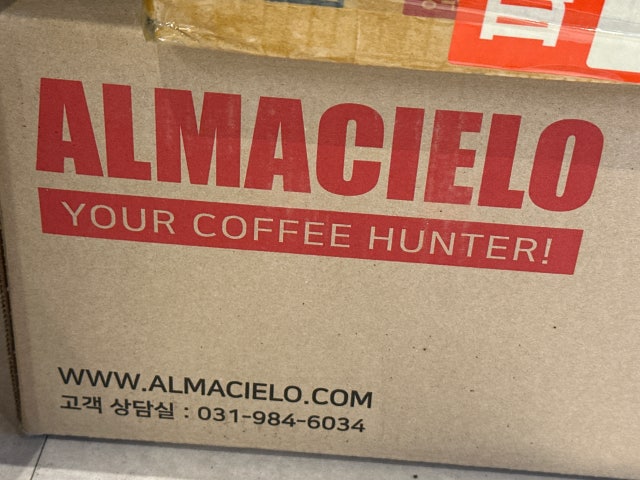 ALMACIELO
YOUR COFFEE HUNTER!
WWW.ALMACIELO.COM
고객 상담실 : 031-984-6034